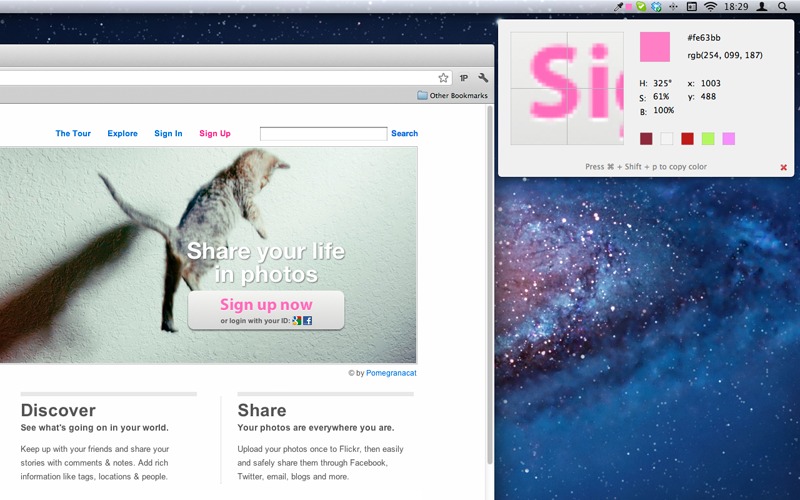 18:29
#fe63bb
rgb(254, 099, 187)
H: 325° x: 1003
S: 61% y: 488
B: 100%
Sig
Press ⌘ + Shift + p to copy color
1P
Other Bookmarks
The Tour Explore Sign In Sign Up Search
Share your life
in photos
Sign up now
or login with your ID:
© by Pomegranacat
Discover
See what's going on in your world.
Keep up with your friends and share your
stories with comments & notes. Add rich
information like tags, locations & people.
Share
Your photos are everywhere you are.
Upload your photos once to Flickr, then easily
and safely share them through Facebook,
Twitter, email, blogs and more.